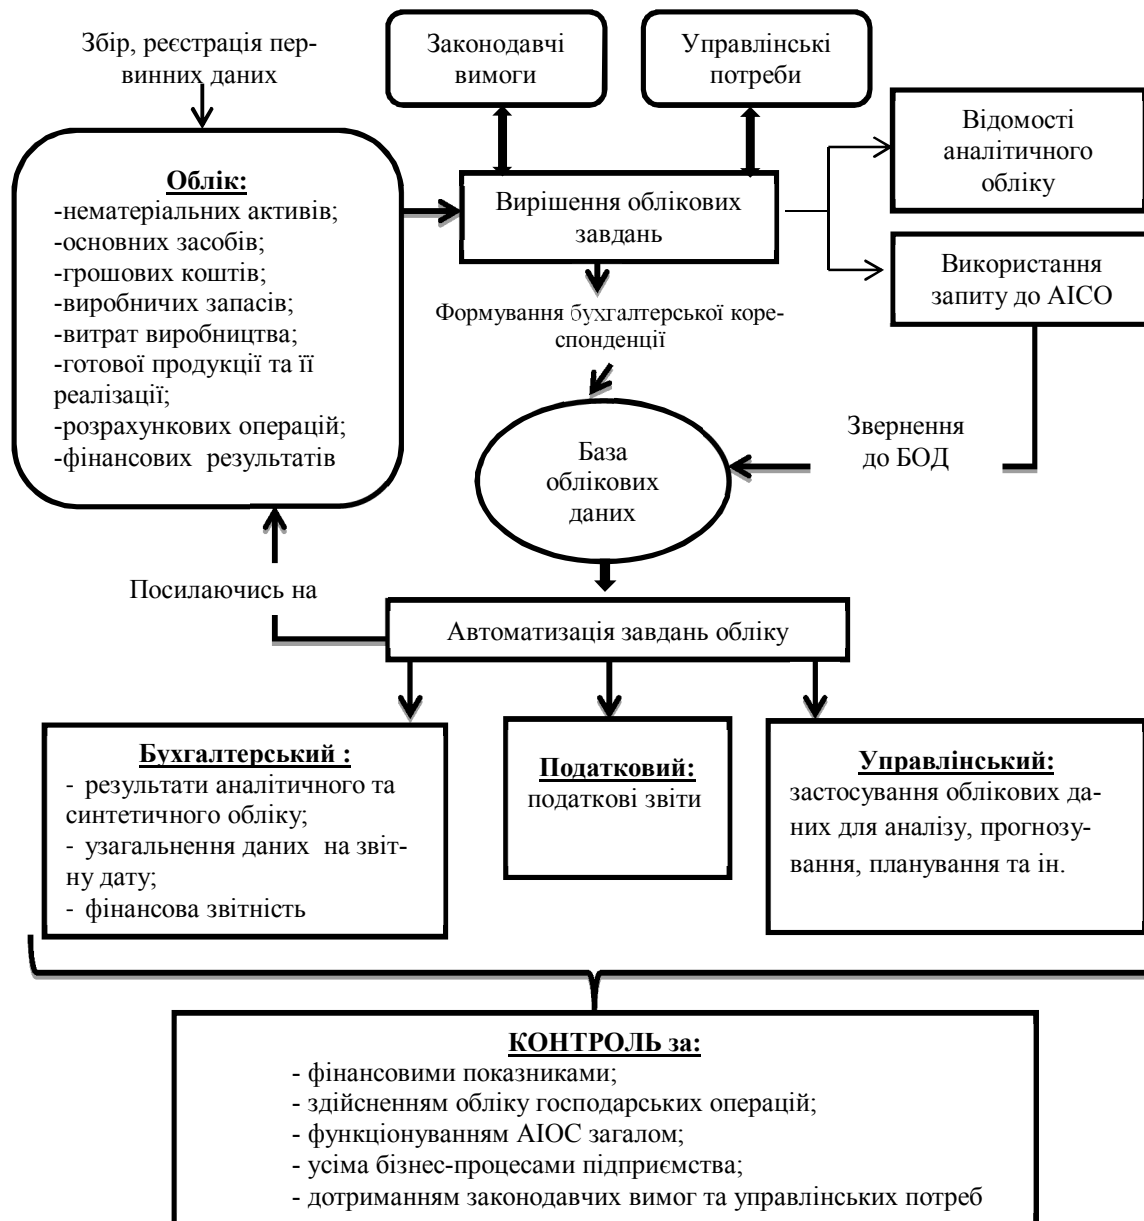 Збір, реєстрація пер-
винних даних
Законодавчі
вимоги
Управлінські
потреби
Відомості
аналітичного
обліку
Облік:
-нематеріальних активів;
-основних засобів;
-грошових коштів;
-виробничих запасів;
-витрат виробництва;
-готової продукції та її
реалізації;
-розрахункових операцій;
-фінансових результатів
Вирішення облікових
завдань
Використання
запиту до АІСО
Формування бухгалтерської коре-
спонденції
База
облікових
даних
Звернення
до БОД
Посилаючись на
Автоматизація завдань обліку
Бухгалтерський :
- результати аналітичного та
синтетичного обліку;
- узагальнення даних на звіт-
ну дату;
- фінансова звітність
Податковий:
податкові звіти
Управлінський:
застосування облікових да-
них для аналізу, прогнозу-
вання, планування та ін.
КОНТРОЛЬ за:
- фінансовими показниками;
- здійсненням обліку господарських операцій;
- функціонуванням АІОС загалом;
- усіма бізнес-процесами підприємства;
- дотриманням законодавчих вимог та управлінських потреб